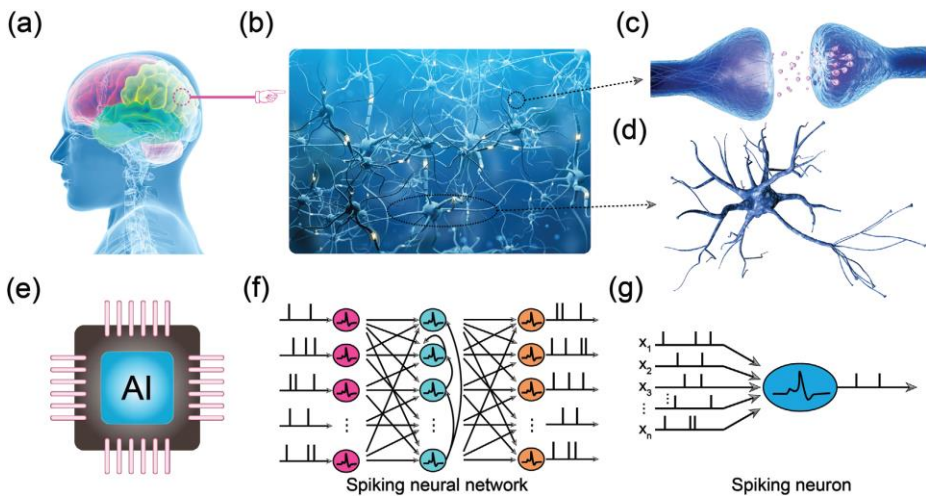 (a)
(b)
(c)
(d)
(e)
AI
(f)
Spiking neural network
(g)
x1
x2
x3
xn
Spiking neuron